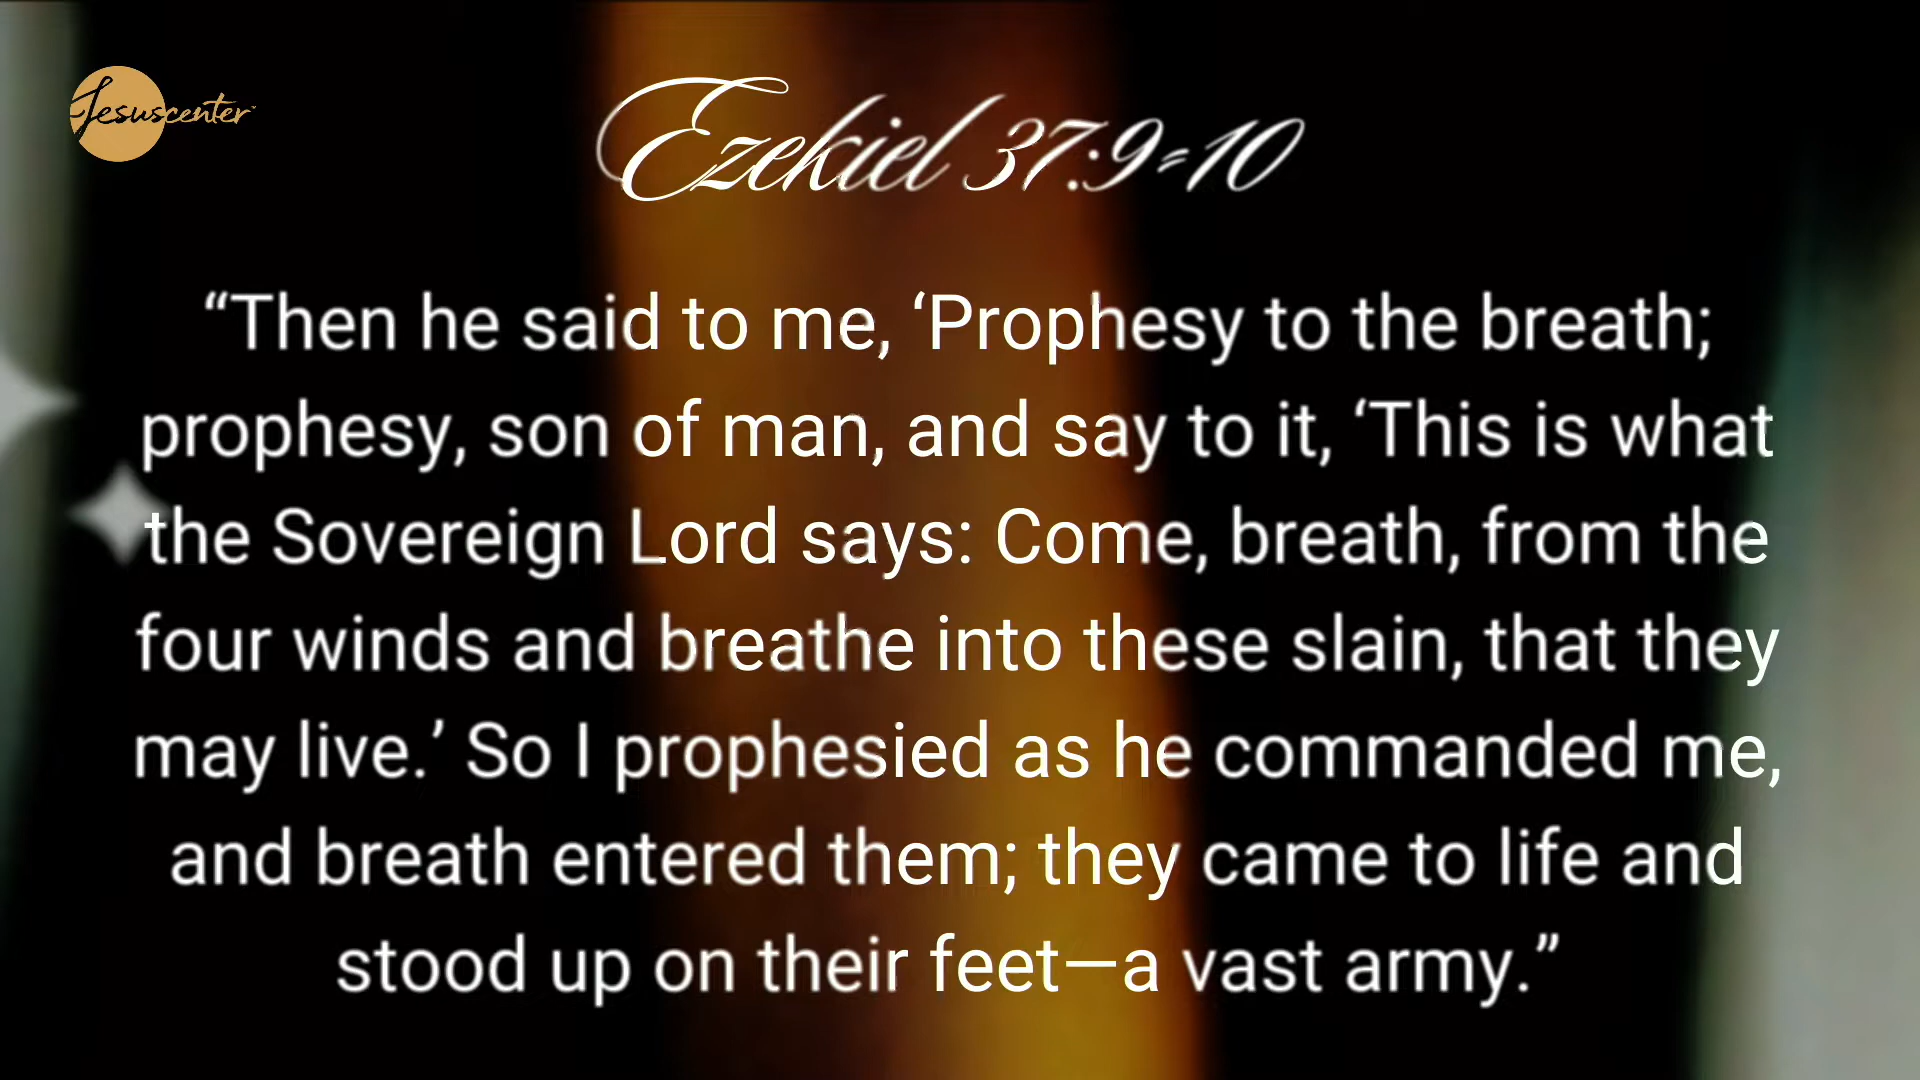 Jesuscenter
Ezekiel 37:9-10
“Then he said to me, ‘Prophesy to the breath;
prophesy, son of man, and say to it, ‘This is what
the Sovereign Lord says: Come, breath, from the
four winds and breathe into these slain, that they
may live.’ So I prophesied as he commanded me,
and breath entered them; they came to life and
stood up on their feet—a vast army.”